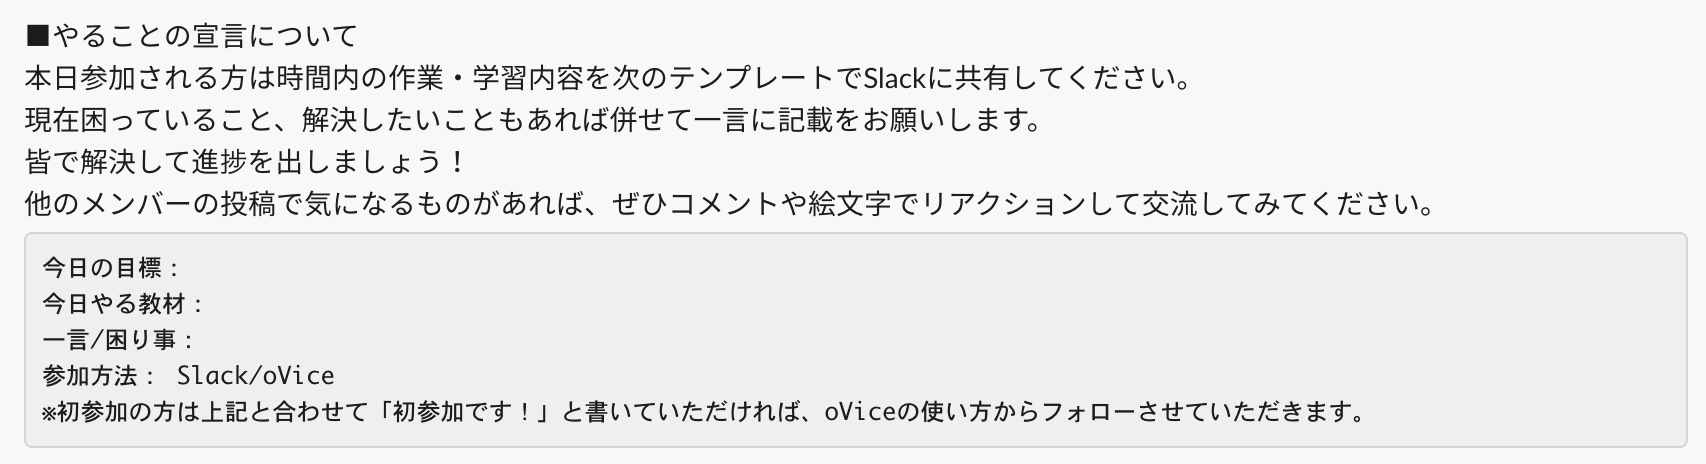 ■やることの宣言について
本日参加される方は時間内の作業・学習内容を次のテンプレートでSlackに共有してください。
現在困っていること、解決したいこともあれば併せて一言に記載をお願いします。
皆で解決して進捗を出しましょう！
他のメンバーの投稿で気になるものがあれば、ぜひコメントや絵文字でリアクションして交流してみてください。
今日の目標：
今日やる教材：
一言/困り事：
参加方法： Slack/oVice
※初参加の方は上記と合わせて「初参加です！」と書いていただければ、oViceの使い方からフォローさせていただきます。